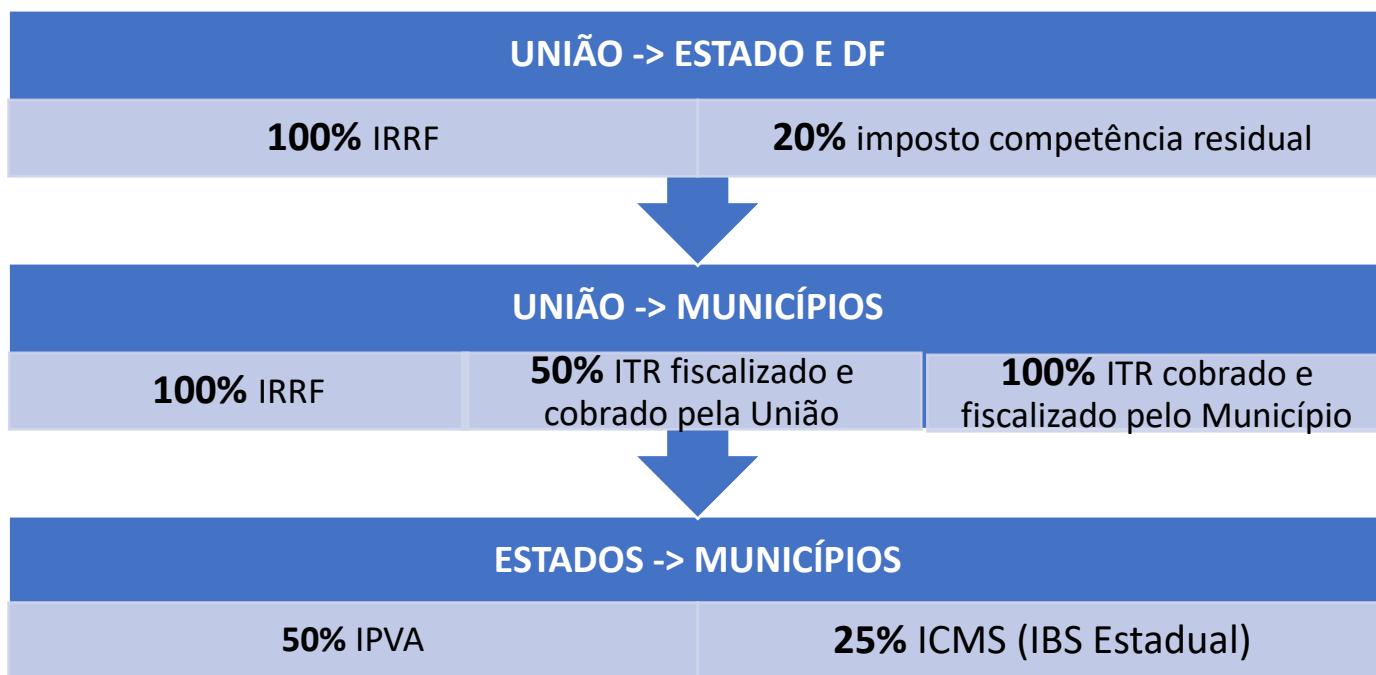 UNIÃO -> ESTADO E DF
100% IRRF
20% imposto competência residual
UNIÃO -> MUNICÍPIOS
100% IRRF
50% ITR fiscalizado e
cobrado pela União
100% ITR cobrado e
fiscalizado pelo Município
ESTADOS -> MUNICÍPIOS
50% IPVA
25% ICMS (IBS Estadual)